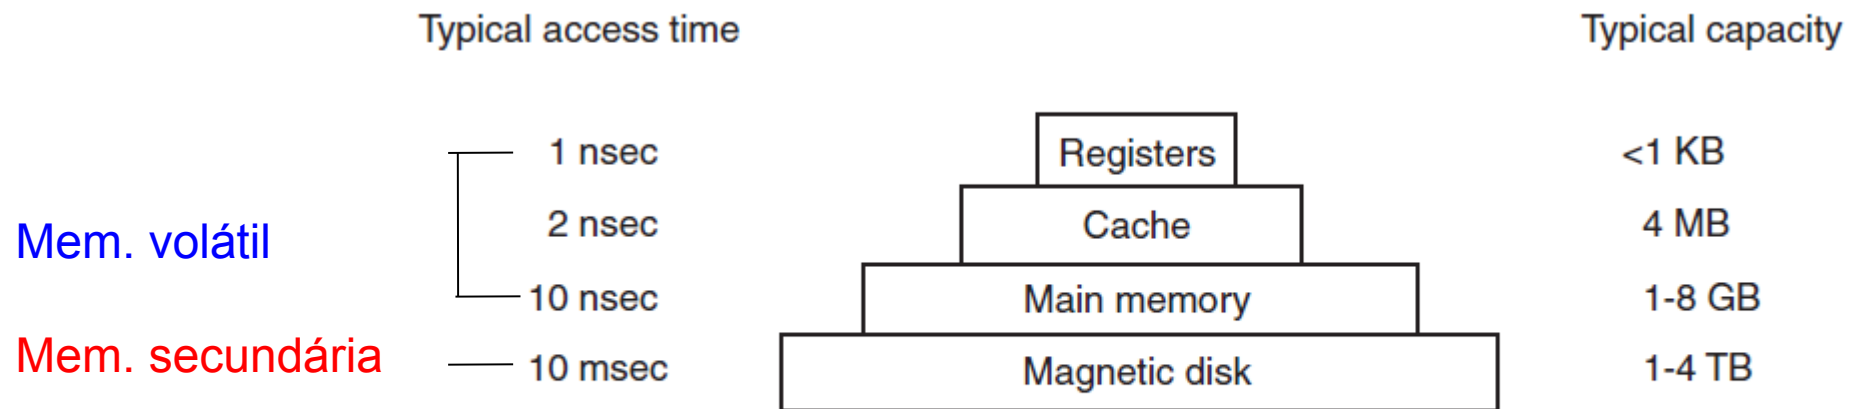 Typical access time Typical capacity
1 nsec Registers <1 KB
2 nsec Cache 4 MB
Mem. volátil
10 nsec Main memory 1-8 GB
Mem. secundária
10 msec Magnetic disk 1-4 TB